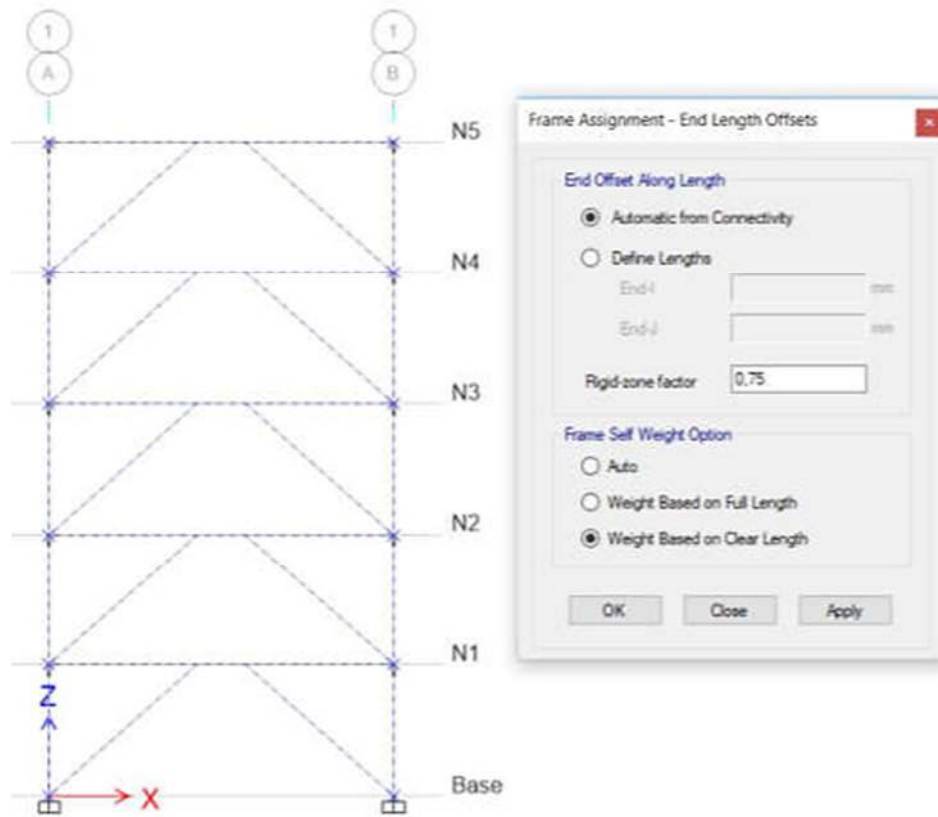 1 1
A B
N5
N4
N3
N2
N1
Z
X
Base
Frame Assignment - End Length Offsets
End Offset Along Length
Automatic from Connectivity
Define Lengths
End-I mm
End-J mm
Rigid-zone factor 0,75
Frame Self Weight Option
Auto
Weight Based on Full Length
Weight Based on Clear Length
OK Close Apply